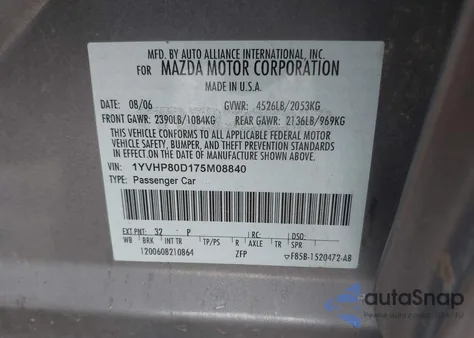 MFD. BY AUTO ALLIANCE INTERNATIONAL, INC.
FOR MAZDA MOTOR CORPORATION
MADE IN U.S.A.
DATE: 08/06 GVWR: 4526LB/2053KG
FRONT GAWR: 2390LB/1084KG REAR GAWR: 2136LB/969KG
THIS VEHICLE CONFORMS TO ALL APPLICABLE FEDERAL MOTOR
VEHICLE SAFETY, BUMPER, AND THEFT PREVENTION STANDARDS
IN EFFECT ON THE DATE OF MANUFACTURE SHOWN ABOVE.
VIN: 1YVHP80D175M08840
TYPE: Passenger Car
EXT PNT: 32 P RC: DSO:
WB BRK INT TR TP/PS R AXLE TR SPR
1200608210864 ZFP F85B-1520472-AB
autoSnap